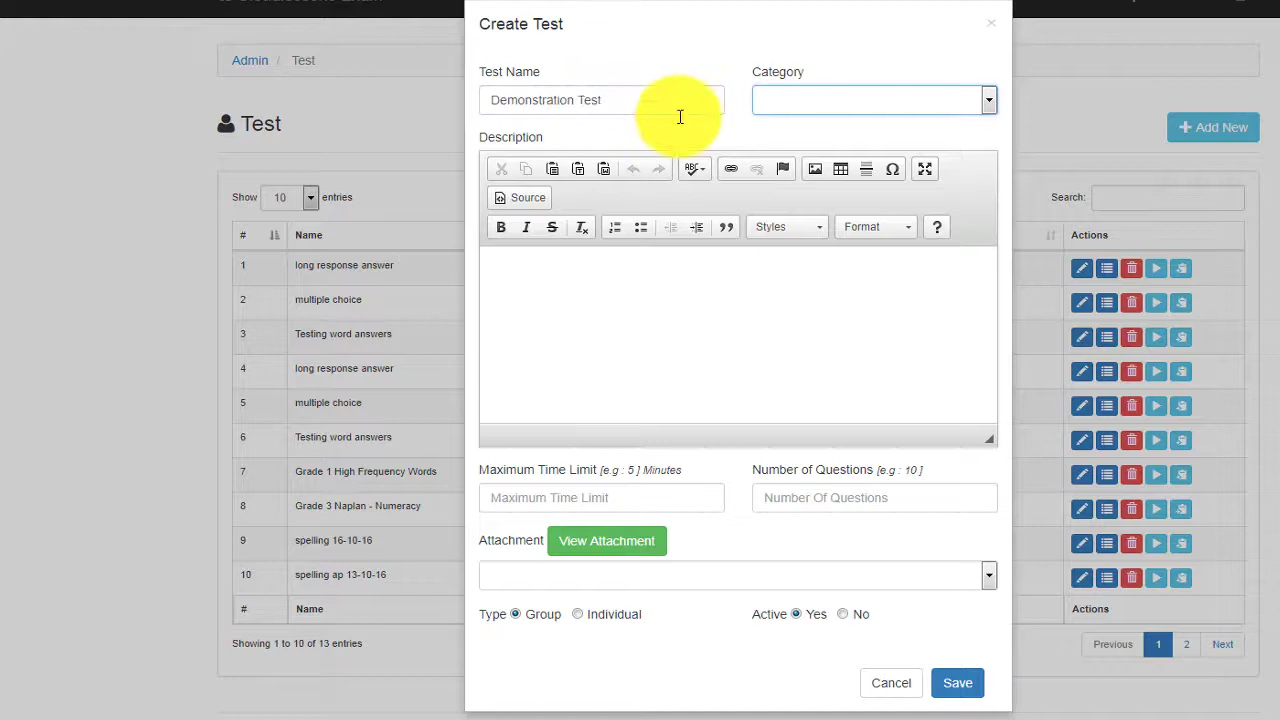 Create Test
×
Test Name
Category
Demonstration Test
Description
ABC
Source
B I S Tx
Styles
Format
?
Maximum Time Limit [e.g : 5 ] Minutes
Number of Questions [e.g : 10 ]
Maximum Time Limit
Number Of Questions
Attachment
View Attachment
Type Group Individual
Active Yes No
Cancel
Save
Admin
Test
Test
Add New
Show 10 entries
Search:
# Name Actions
1 long response answer
2 multiple choice
3 Testing word answers
4 long response answer
5 multiple choice
6 Testing word answers
7 Grade 1 High Frequency Words
8 Grade 3 Naplan - Numeracy
9 spelling 16-10-16
10 spelling ap 13-10-16
# Name Actions
Showing 1 to 10 of 13 entries
Previous 1 2 Next